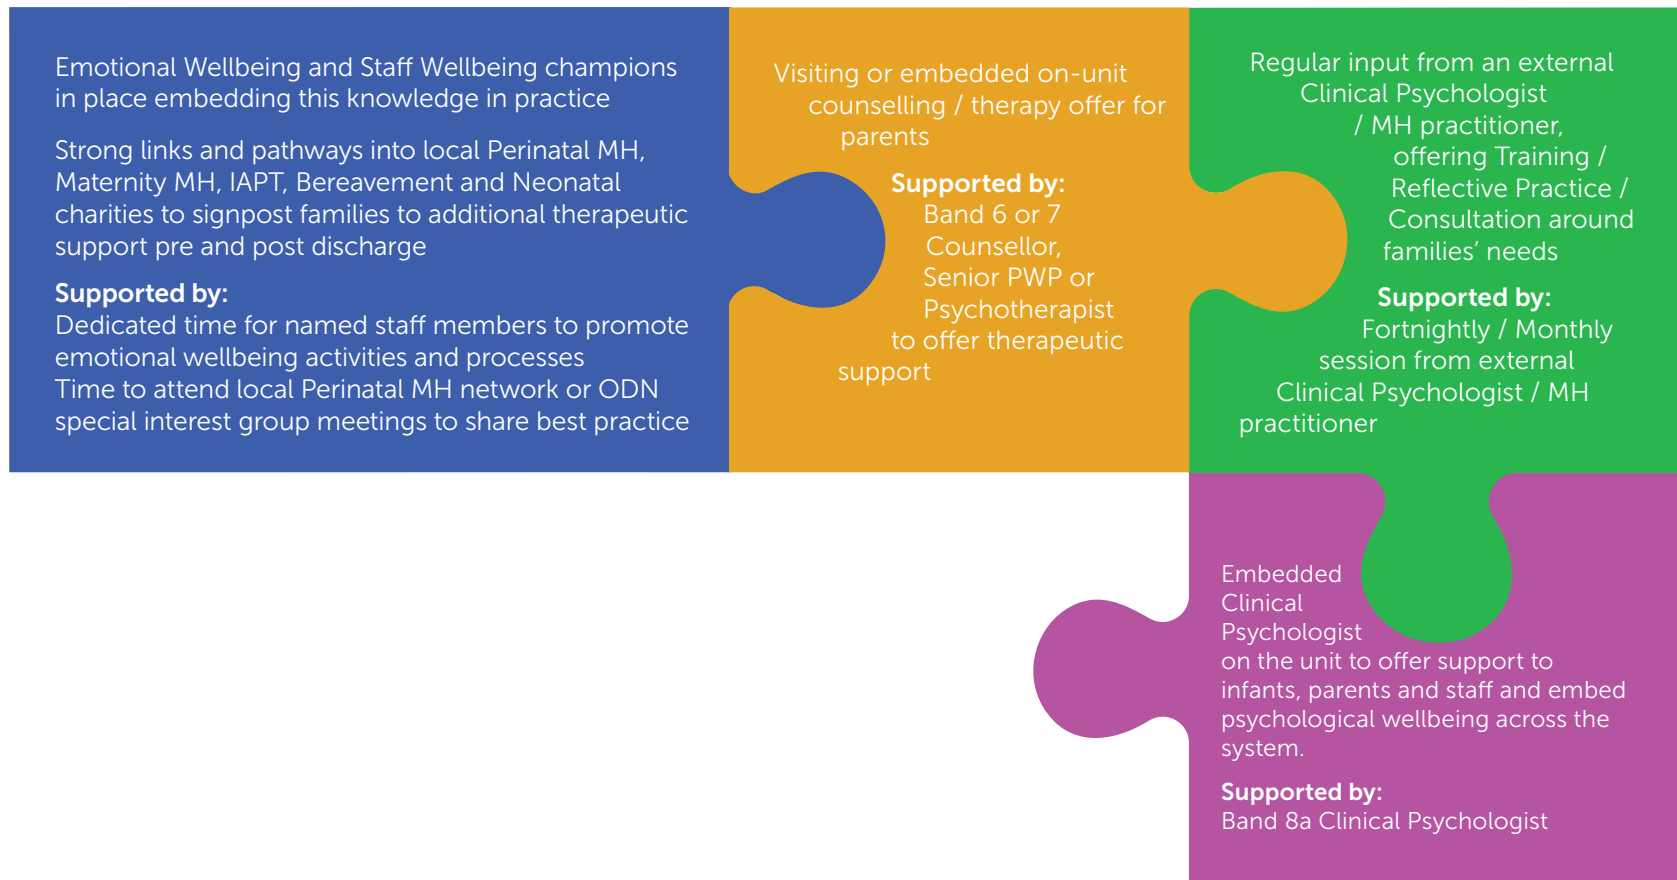 Emotional Wellbeing and Staff Wellbeing champions
in place embedding this knowledge in practice
Strong links and pathways into local Perinatal MH,
Maternity MH, IAPT, Bereavement and Neonatal
charities to signpost families to additional therapeutic
support pre and post discharge
Supported by:
Dedicated time for named staff members to promote
emotional wellbeing activities and processes
Time to attend local Perinatal MH network or ODN
special interest group meetings to share best practice
Visiting or embedded on-unit
counselling / therapy offer for
parents
Supported by:
Band 6 or 7
Counsellor,
Senior PWP or
Psychotherapist
to offer therapeutic
support
Regular input from an external
Clinical Psychologist
/ MH practitioner,
offering Training /
Reflective Practice /
Consultation around
families’ needs
Supported by:
Fortnightly / Monthly
session from external
Clinical Psychologist / MH
practitioner
Embedded
Clinical
Psychologist
on the unit to offer support to
infants, parents and staff and embed
psychological wellbeing across the
system.
Supported by:
Band 8a Clinical Psychologist